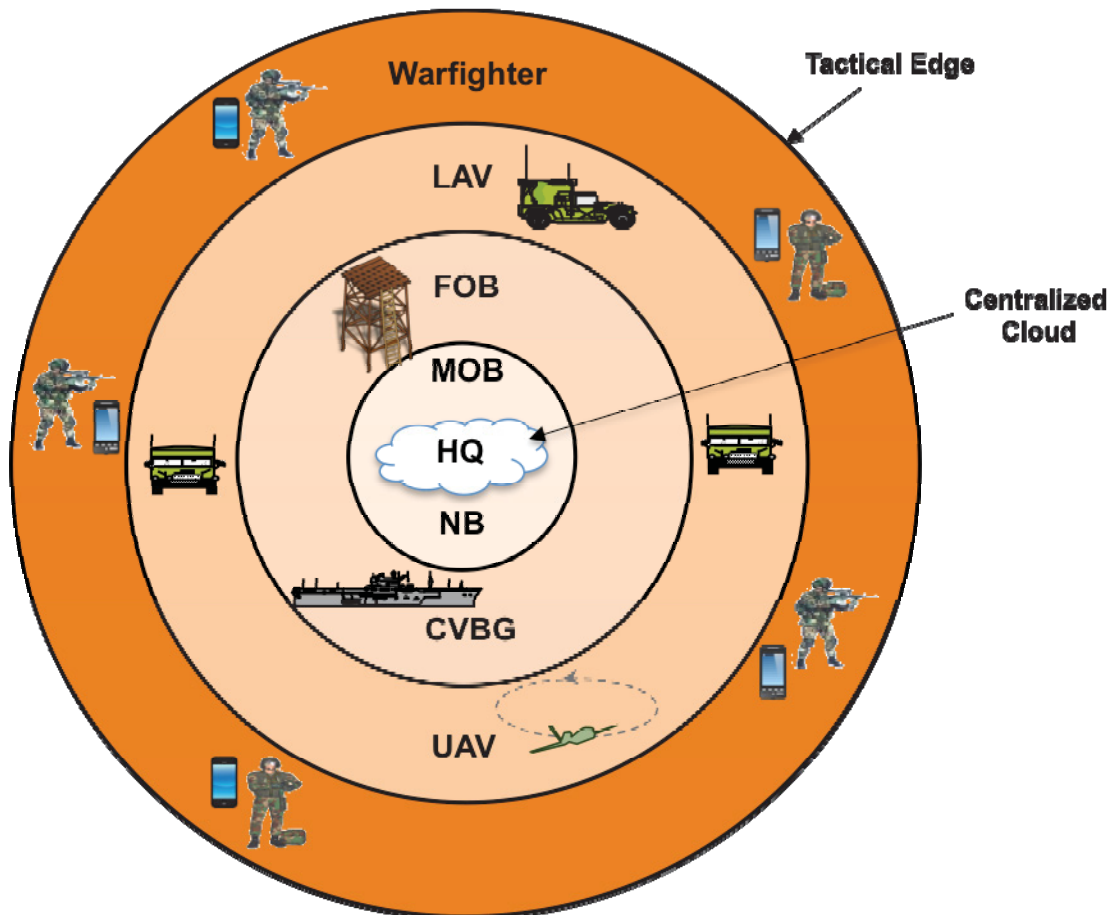 Warfighter
Tactical Edge
LAV
FOB
Centralized
Cloud
MOB
HQ
NB
CVBG
UAV